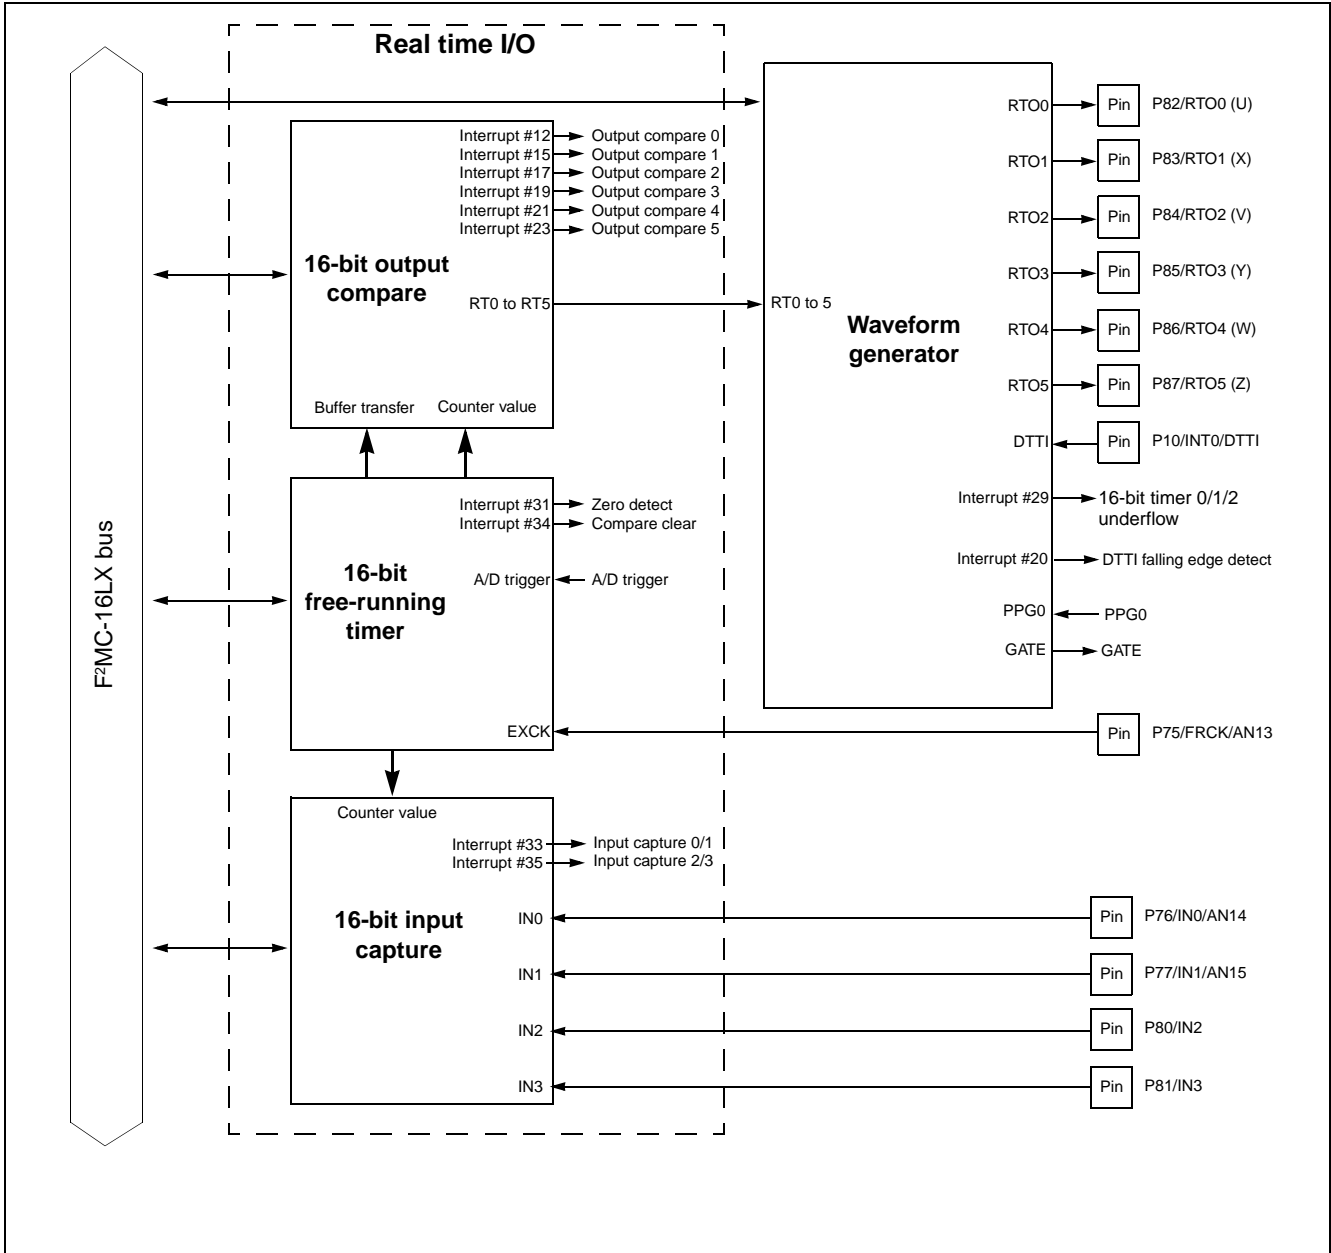 Real time I/O
F²MC-16LX bus
Interrupt #12 Output compare 0
Interrupt #15 Output compare 1
Interrupt #17 Output compare 2
Interrupt #19 Output compare 3
Interrupt #21 Output compare 4
Interrupt #23 Output compare 5
16-bit output
compare
RT0 to RT5
Buffer transfer Counter value
Interrupt #31 Zero detect
Interrupt #34 Compare clear
16-bit
free-running
timer
A/D trigger A/D trigger
EXCK Pin P75/FRCK/AN13
Counter value
Interrupt #33 Input capture 0/1
Interrupt #35 Input capture 2/3
16-bit input
capture
IN0 Pin P76/IN0/AN14
IN1 Pin P77/IN1/AN15
IN2 Pin P80/IN2
IN3 Pin P81/IN3
RT0 to 5
Waveform
generator
RTO0 Pin P82/RTO0 (U)
RTO1 Pin P83/RTO1 (X)
RTO2 Pin P84/RTO2 (V)
RTO3 Pin P85/RTO3 (Y)
RTO4 Pin P86/RTO4 (W)
RTO5 Pin P87/RTO5 (Z)
DTTI Pin P10/INT0/DTTI
Interrupt #29 16-bit timer 0/1/2
underflow
Interrupt #20 DTTI falling edge detect
PPG0 PPG0
GATE GATE